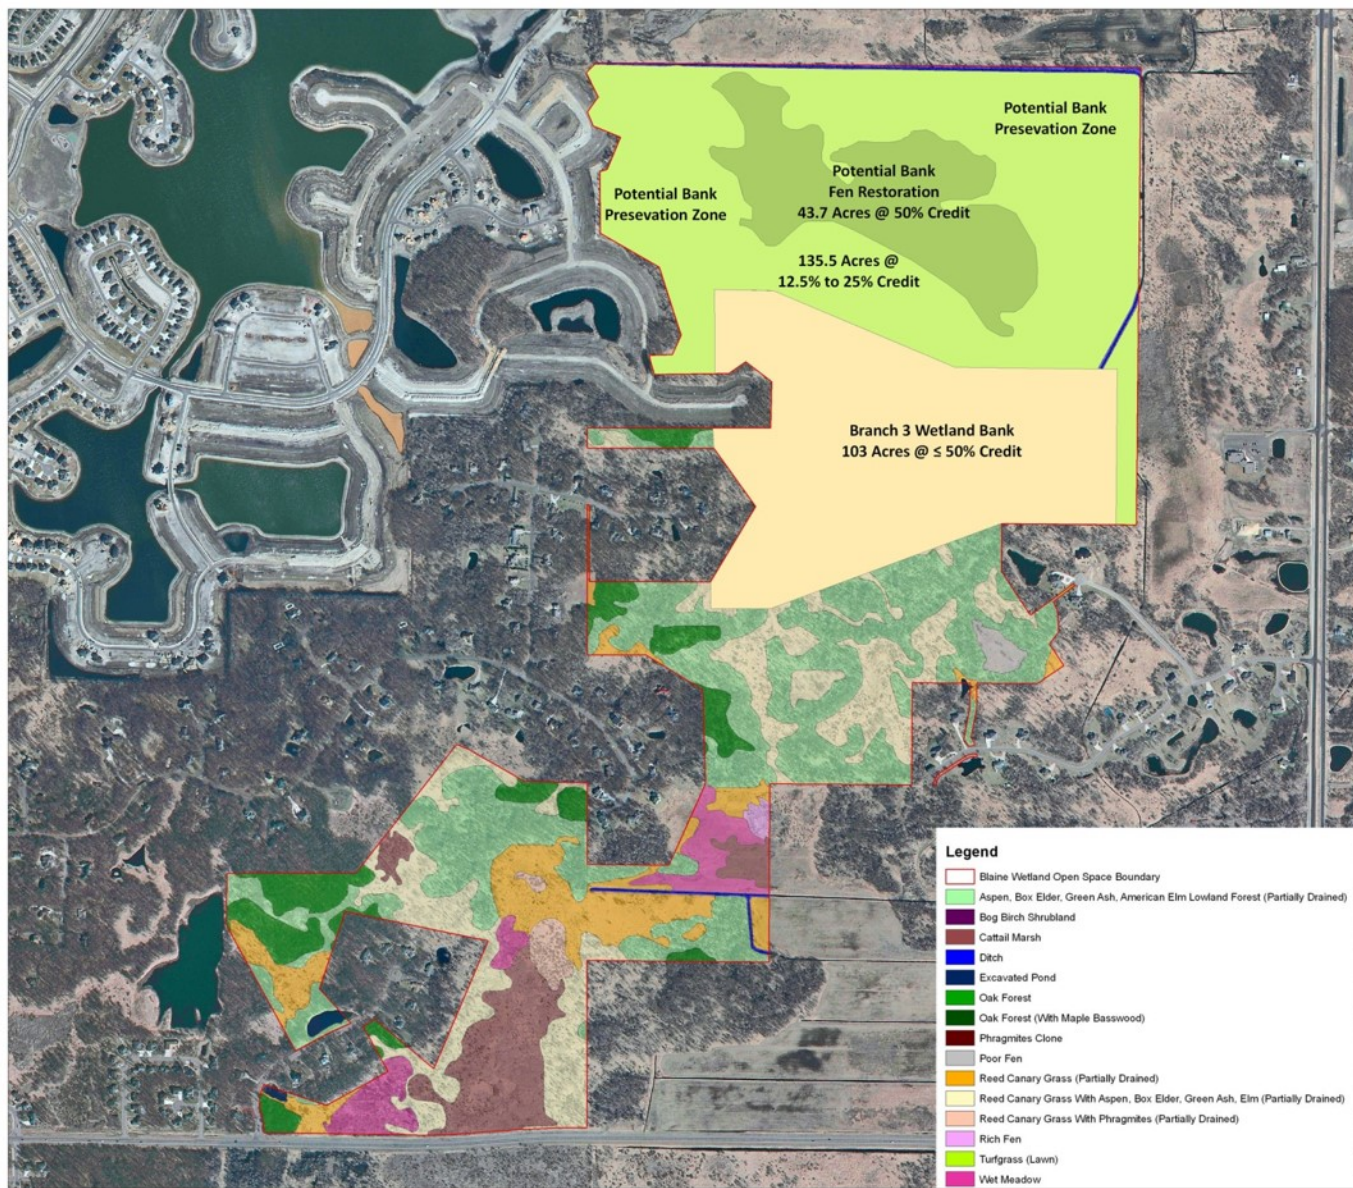 Potential Bank
Presevation Zone
Potential Bank
Presevation Zone
Potential Bank
Fen Restoration
43.7 Acres @ 50% Credit
135.5 Acres @
12.5% to 25% Credit
Branch 3 Wetland Bank
103 Acres @ ≤ 50% Credit
Legend
Blaine Wetland Open Space Boundary
Aspen, Box Elder, Green Ash, American Elm Lowland Forest (Partially Drained)
Bog Birch Shrubland
Cattail Marsh
Ditch
Excavated Pond
Oak Forest
Oak Forest (With Maple Basswood)
Phragmites Clone
Poor Fen
Reed Canary Grass (Partially Drained)
Reed Canary Grass With Aspen, Box Elder, Green Ash, Elm (Partially Drained)
Reed Canary Grass With Phragmites (Partially Drained)
Rich Fen
Turfgrass (Lawn)
Wet Meadow